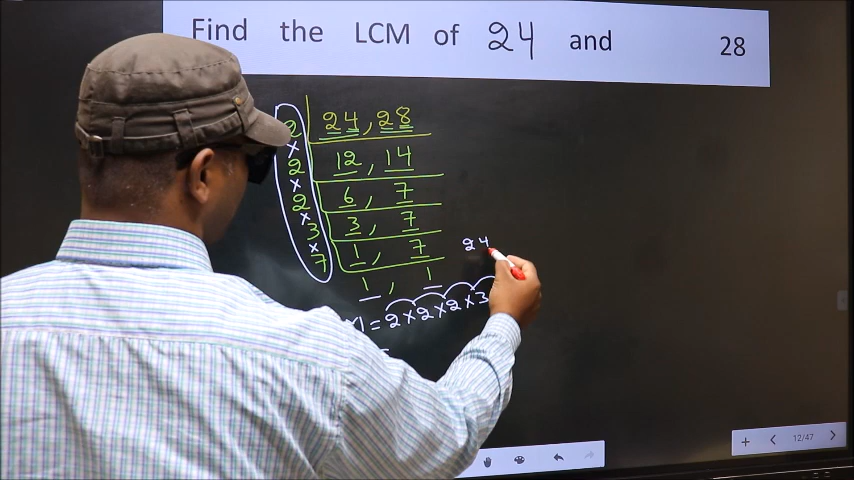 Find the LCM of 24 and 28
2 24, 28
×
2 12, 14
×
2 6, 7
×
3 3, 7
×
7 1, 7
24
1, 1
= 2 × 2 × 2 × 3
=
+ < 12/47 >